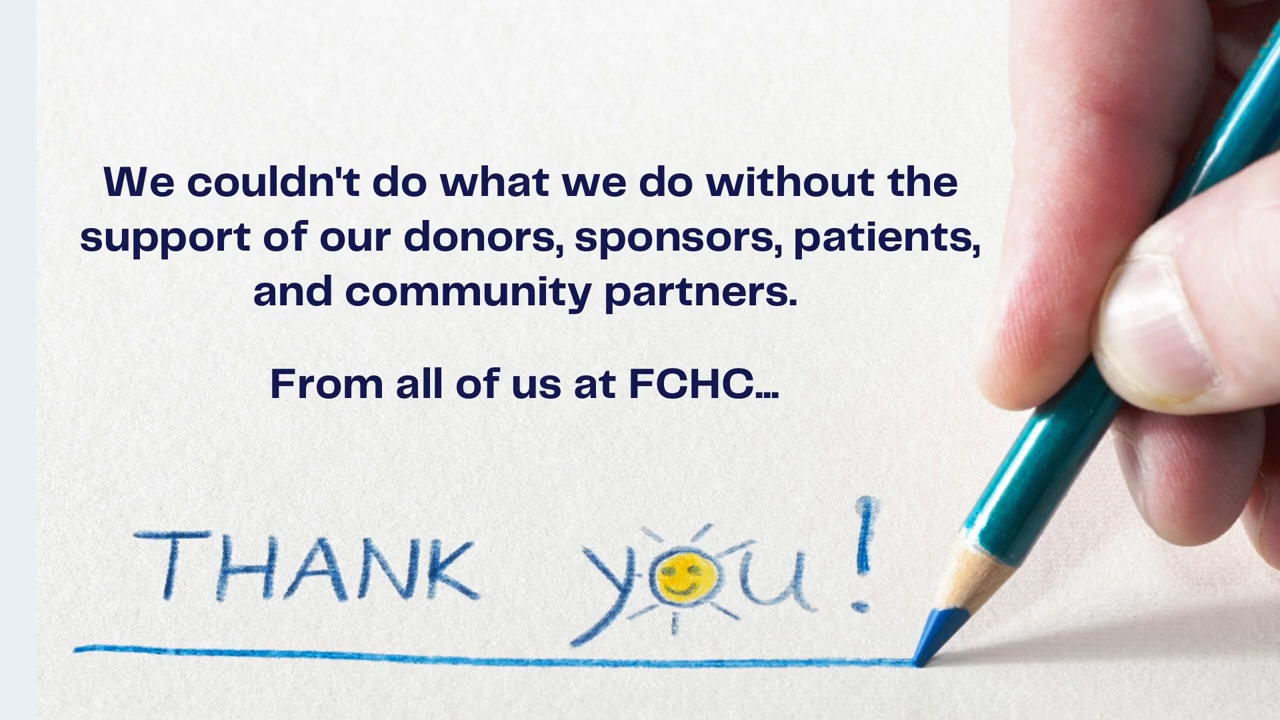 We couldn't do what we do without the
support of our donors, sponsors, patients,
and community partners.
From all of us at FCHC...
THANK you!